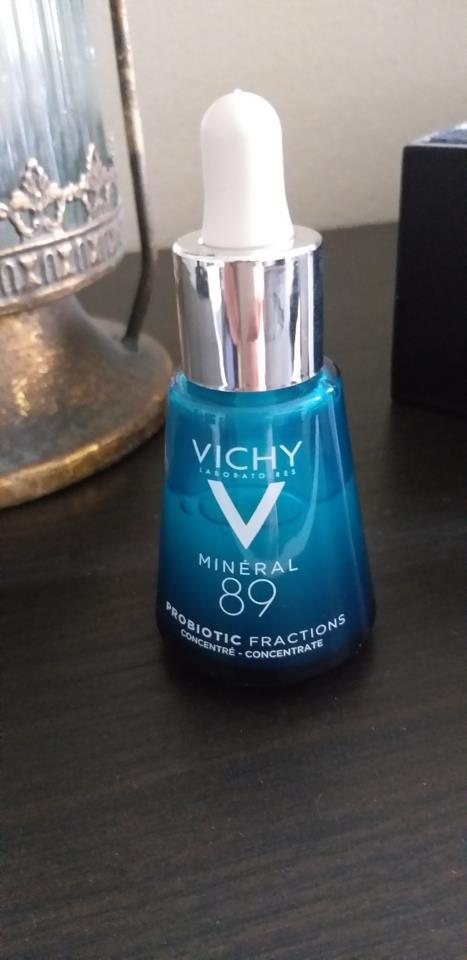 VICHY
LABORATOIRES
V
MINÉRAL
89
PROBIOTIC FRACTIONS
CONCENTRÉ - CONCENTRATE